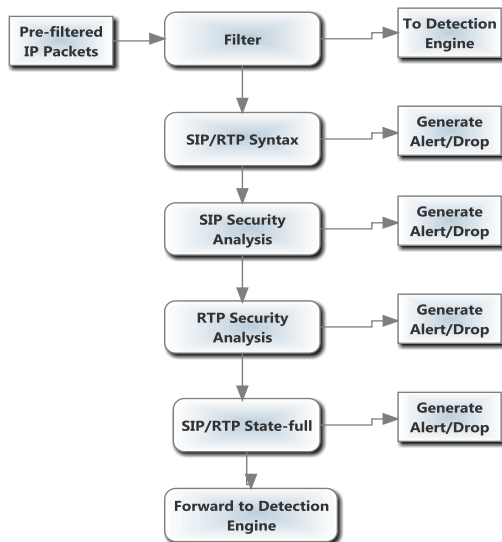 Pre-filtered
IP Packets
Filter
To Detection
Engine
SIP/RTP Syntax
Generate
Alert/Drop
SIP Security
Analysis
Generate
Alert/Drop
RTP Security
Analysis
Generate
Alert/Drop
SIP/RTP State-full
Generate
Alert/Drop
Forward to Detection
Engine